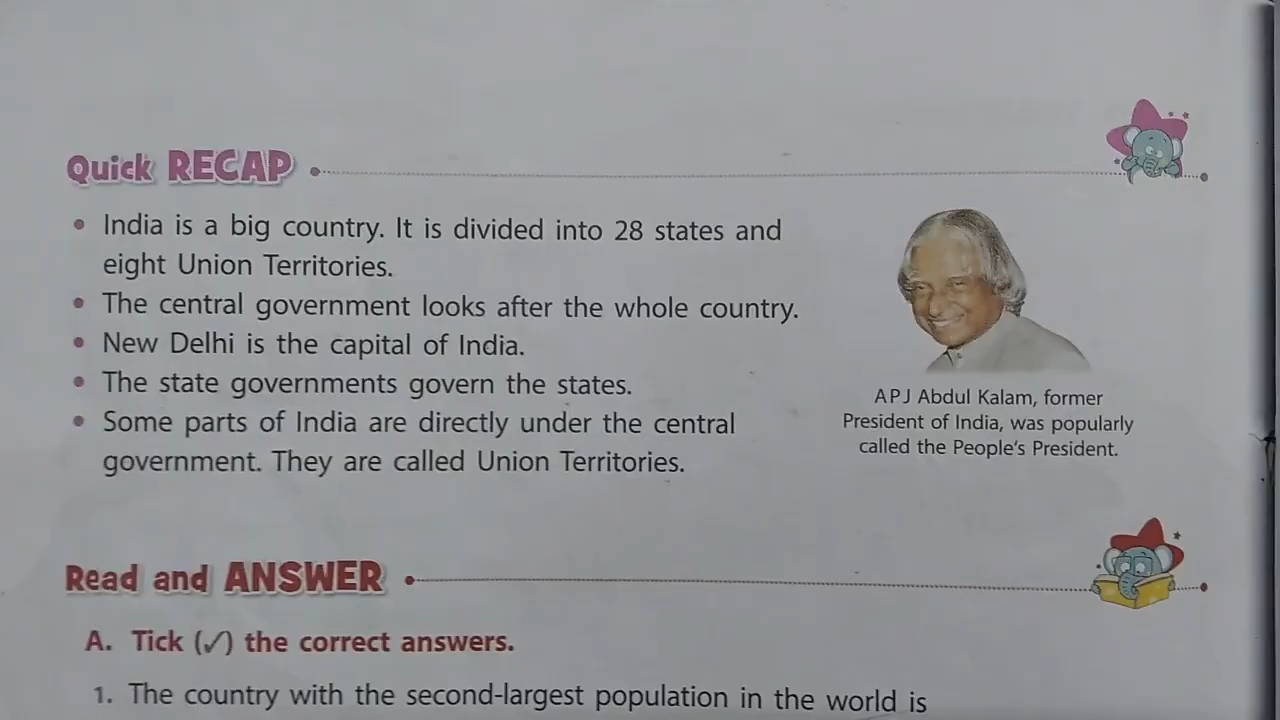 Quick RECAP
• India is a big country. It is divided into 28 states and
eight Union Territories.
• The central government looks after the whole country.
• New Delhi is the capital of India.
• The state governments govern the states.
• Some parts of India are directly under the central
government. They are called Union Territories.
APJ Abdul Kalam, former
President of India, was popularly
called the People's President.
Read and ANSWER
A. Tick (✓) the correct answers.
1. The country with the second-largest population in the world is